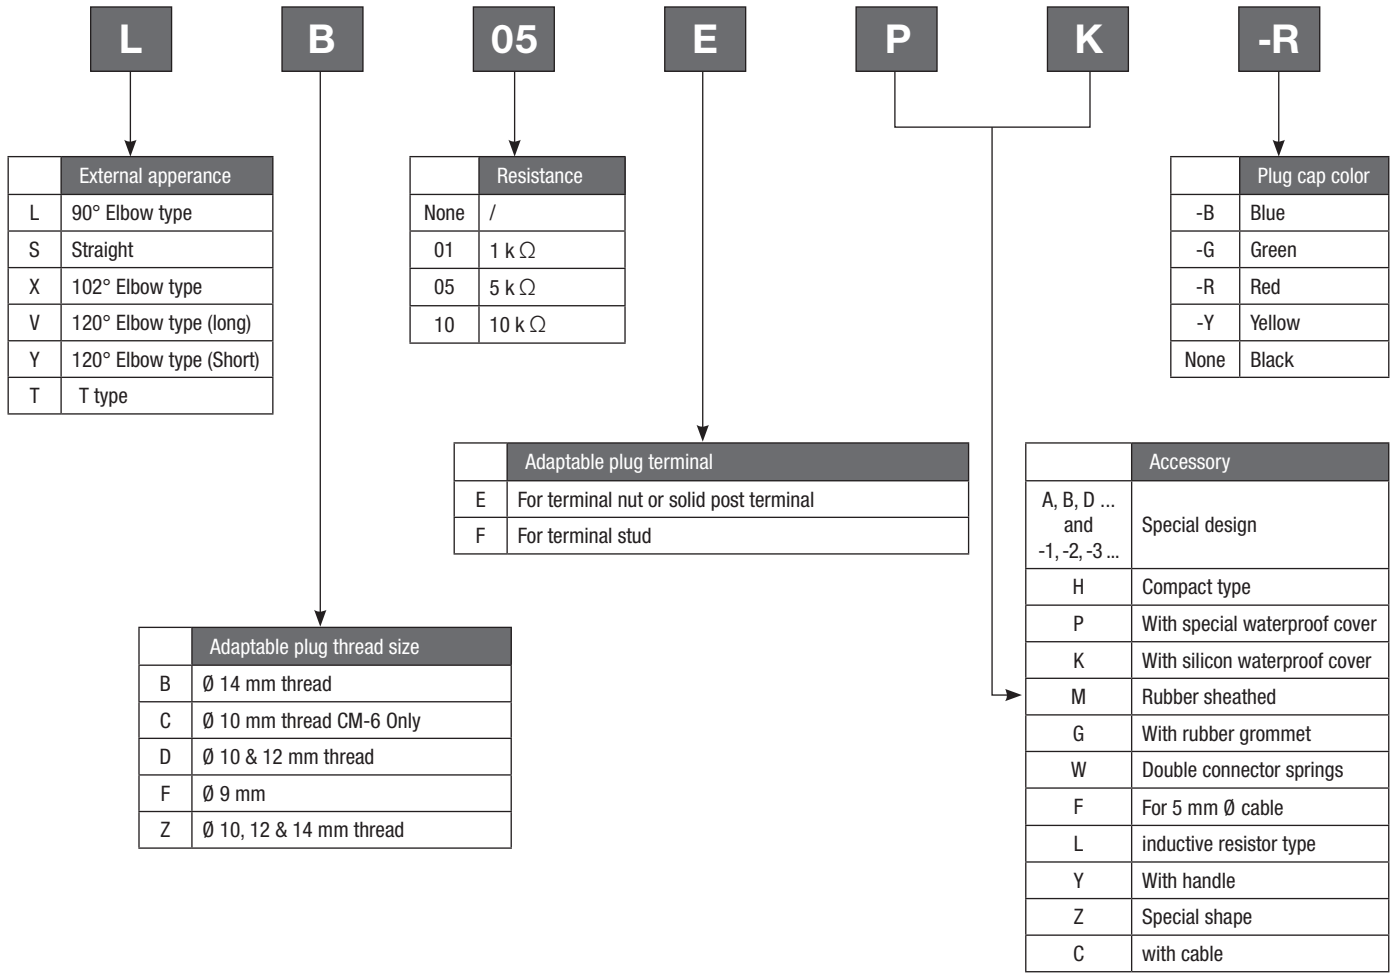 L B 05 E P K -R
External apperance
L 90° Elbow type
S Straight
X 102° Elbow type
V 120° Elbow type (long)
Y 120° Elbow type (Short)
T T type
Resistance
None /
01 1 k Ω
05 5 k Ω
10 10 k Ω
Plug cap color
-B Blue
-G Green
-R Red
-Y Yellow
None Black
Adaptable plug terminal
E For terminal nut or solid post terminal
F For terminal stud
Adaptable plug thread size
B Ø 14 mm thread
C Ø 10 mm thread CM-6 Only
D Ø 10 & 12 mm thread
F Ø 9 mm
Z Ø 10, 12 & 14 mm thread
Accessory
A, B, D ...
and
-1, -2, -3 ...
Special design
H Compact type
P With special waterproof cover
K With silicon waterproof cover
M Rubber sheathed
G With rubber grommet
W Double connector springs
F For 5 mm Ø cable
L inductive resistor type
Y With handle
Z Special shape
C with cable